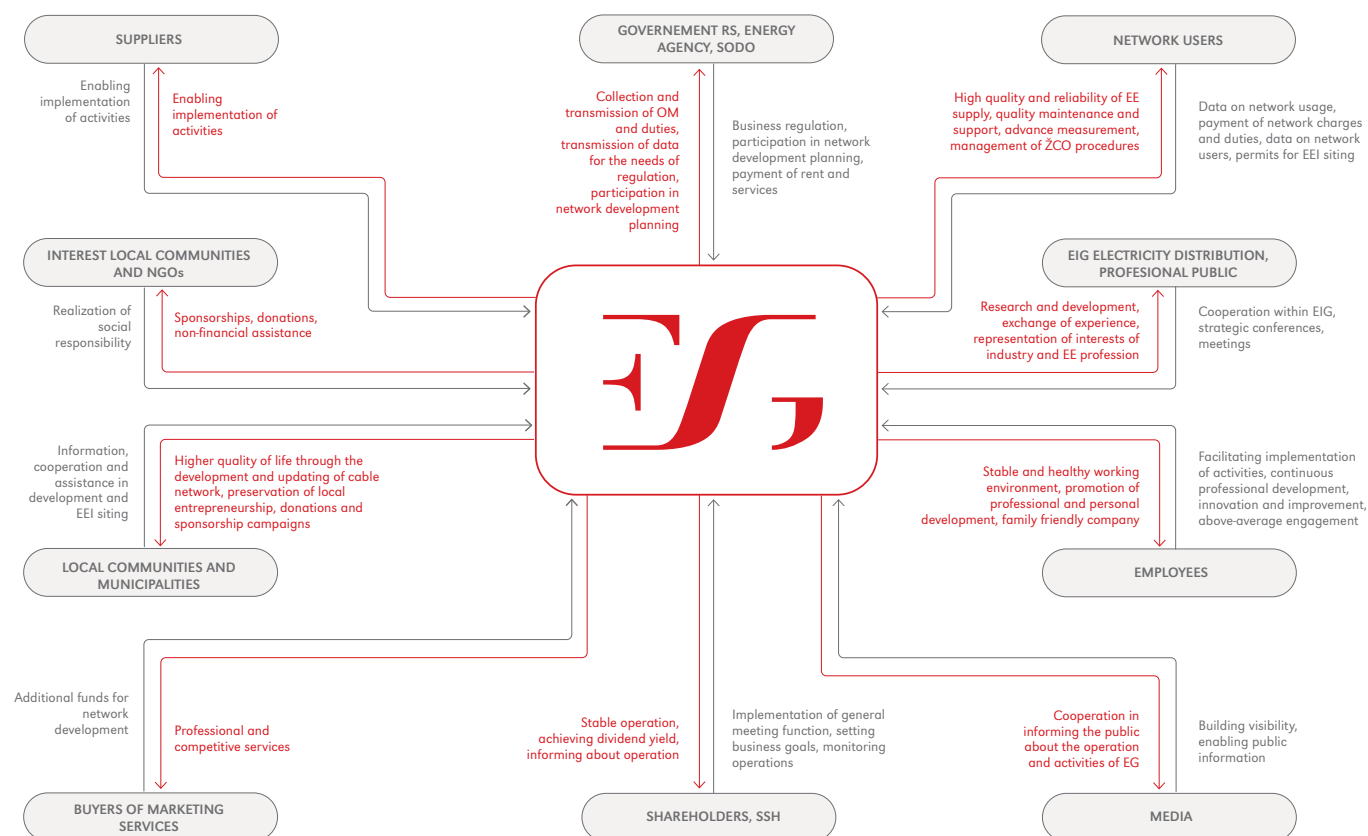 SUPPLIERS
Enabling
implementation
of activities
Enabling
implementation of
activities
GOVERNEMENT RS, ENERGY
AGENCY, SODO
Collection and
transmission of OM
and duties,
transmission of data
for the needs of
regulation,
participation in
network development
planning
Business regulation,
participation in network
development planning,
payment of rent and
services
NETWORK USERS
High quality and reliability of EE
supply, quality maintenance and
support, advance measurement,
management of ŽCO procedures
Data on network usage,
payment of network charges
and duties, data on network
users, permits for EEI siting
INTEREST LOCAL COMMUNITIES
AND NGOs
Realization of
social
responsibility
Sponsorships, donations,
non-financial assistance
EIG ELECTRICITY DISTRIBUTION,
PROFESIONAL PUBLIC
Research and development,
exchange of experience,
representation of interests of
industry and EE profession
Cooperation within EIG,
strategic conferences,
meetings
EG
Information,
cooperation and
assistance in
development and
EEI siting
Higher quality of life through the
development and updating of cable
network, preservation of local
entrepreneurship, donations and
sponsorship campaigns
LOCAL COMMUNITIES AND
MUNICIPALITIES
Stable and healthy working
environment, promotion of
professional and personal
development, family friendly company
Facilitating implementation
of activities, continuous
professional development,
innovation and improvement,
above-average engagement
EMPLOYEES
Additional funds for
network
development
Professional and
competitive services
BUYERS OF MARKETING
SERVICES
Stable operation,
achieving dividend yield,
informing about operation
Implementation of general
meeting function, setting
business goals, monitoring
operations
SHAREHOLDERS, SSH
Cooperation in
informing the public
about the operation
and activities of EG
Building visibility,
enabling public
information
MEDIA